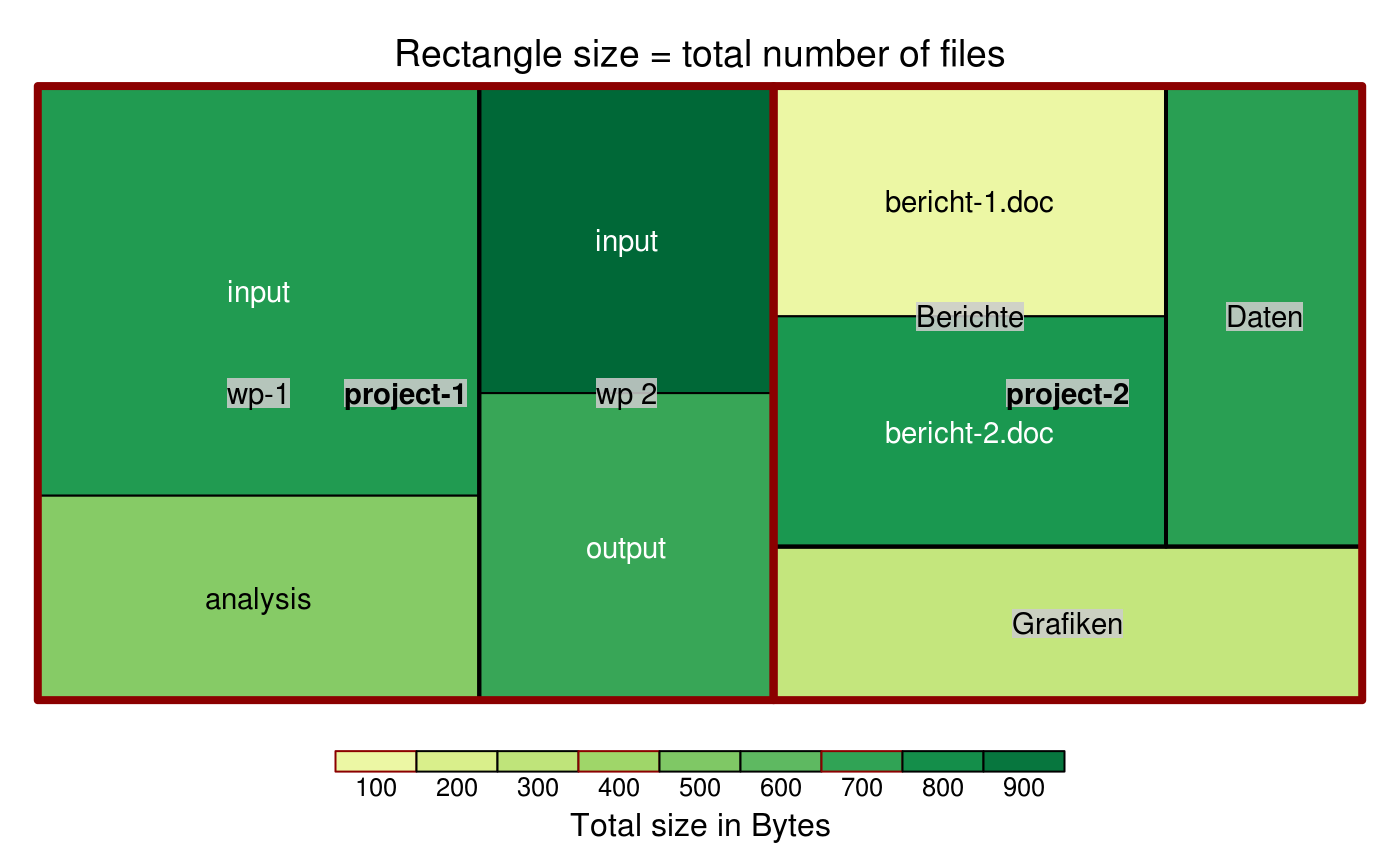 Rectangle size = total number of files
input
wp-1
project-1
analysis
input
wp 2
output
bericht-1.doc
Berichte
project-2
bericht-2.doc
Daten
Grafiken
100 200 300 400 500 600 700 800 900
Total size in Bytes